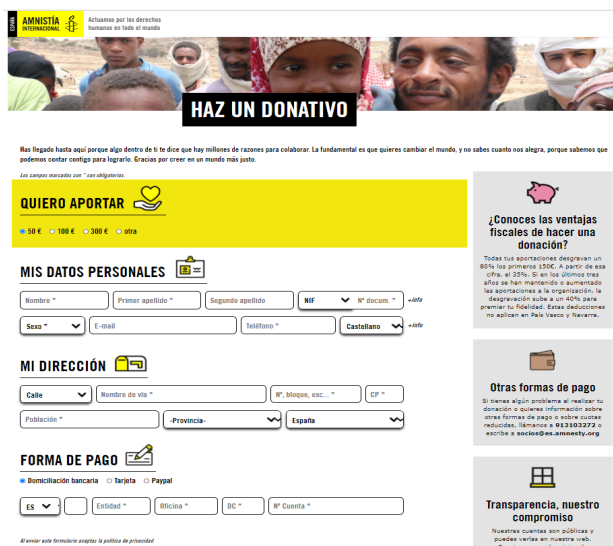 ESPAÑA
AMNISTÍA
INTERNACIONAL
Actuamos por los derechos
humanos en todo el mundo
HAZ UN DONATIVO
Has llegado hasta aquí porque algo dentro de ti te dice que hay millones de razones para colaborar. La fundamental es que quieres cambiar el mundo, y no sabes cuanto nos alegra, porque sabemos que
podemos contar contigo para lograrlo. Gracias por creer en un mundo más justo.
Los campos marcados con * son obligatorios.
QUIERO APORTAR
50 € 100 € 300 € otra
MIS DATOS PERSONALES
Nombre * Primer apellido * Segundo apellido NIF Nº docum. * +info
Sexo * E-mail Teléfono * Castellano +info
MI DIRECCIÓN
Calle Nombre de vía * Nº, bloque, esc... * CP *
Población * -Provincia- España
FORMA DE PAGO
Domiciliación bancaria Tarjeta Paypal
ES Entidad * Oficina * DC * Nº Cuenta *
Al enviar este formulario aceptas la política de privacidad
¿Conoces las ventajas
fiscales de hacer una
donación?
Todas tus aportaciones desgravan un
80% los primeros 150€. A partir de esa
cifra, el 35%. Si en los últimos tres
años se han mantenido o aumentado
las aportaciones a la organización, la
desgravación sube a un 40% para
premiar tu fidelidad. Estas deducciones
no aplican en País Vasco y Navarra.
Otras formas de pago
Si tienes algún problema al realizar tu
donación o quieres información sobre
otras formas de pago o sobre cuotas
reducidas, llámanos a 913103272 o
escribe a socios@es.amnesty.org
Transparencia, nuestro
compromiso
Nuestras cuentas son públicas y
puedes verlas en nuestra web.